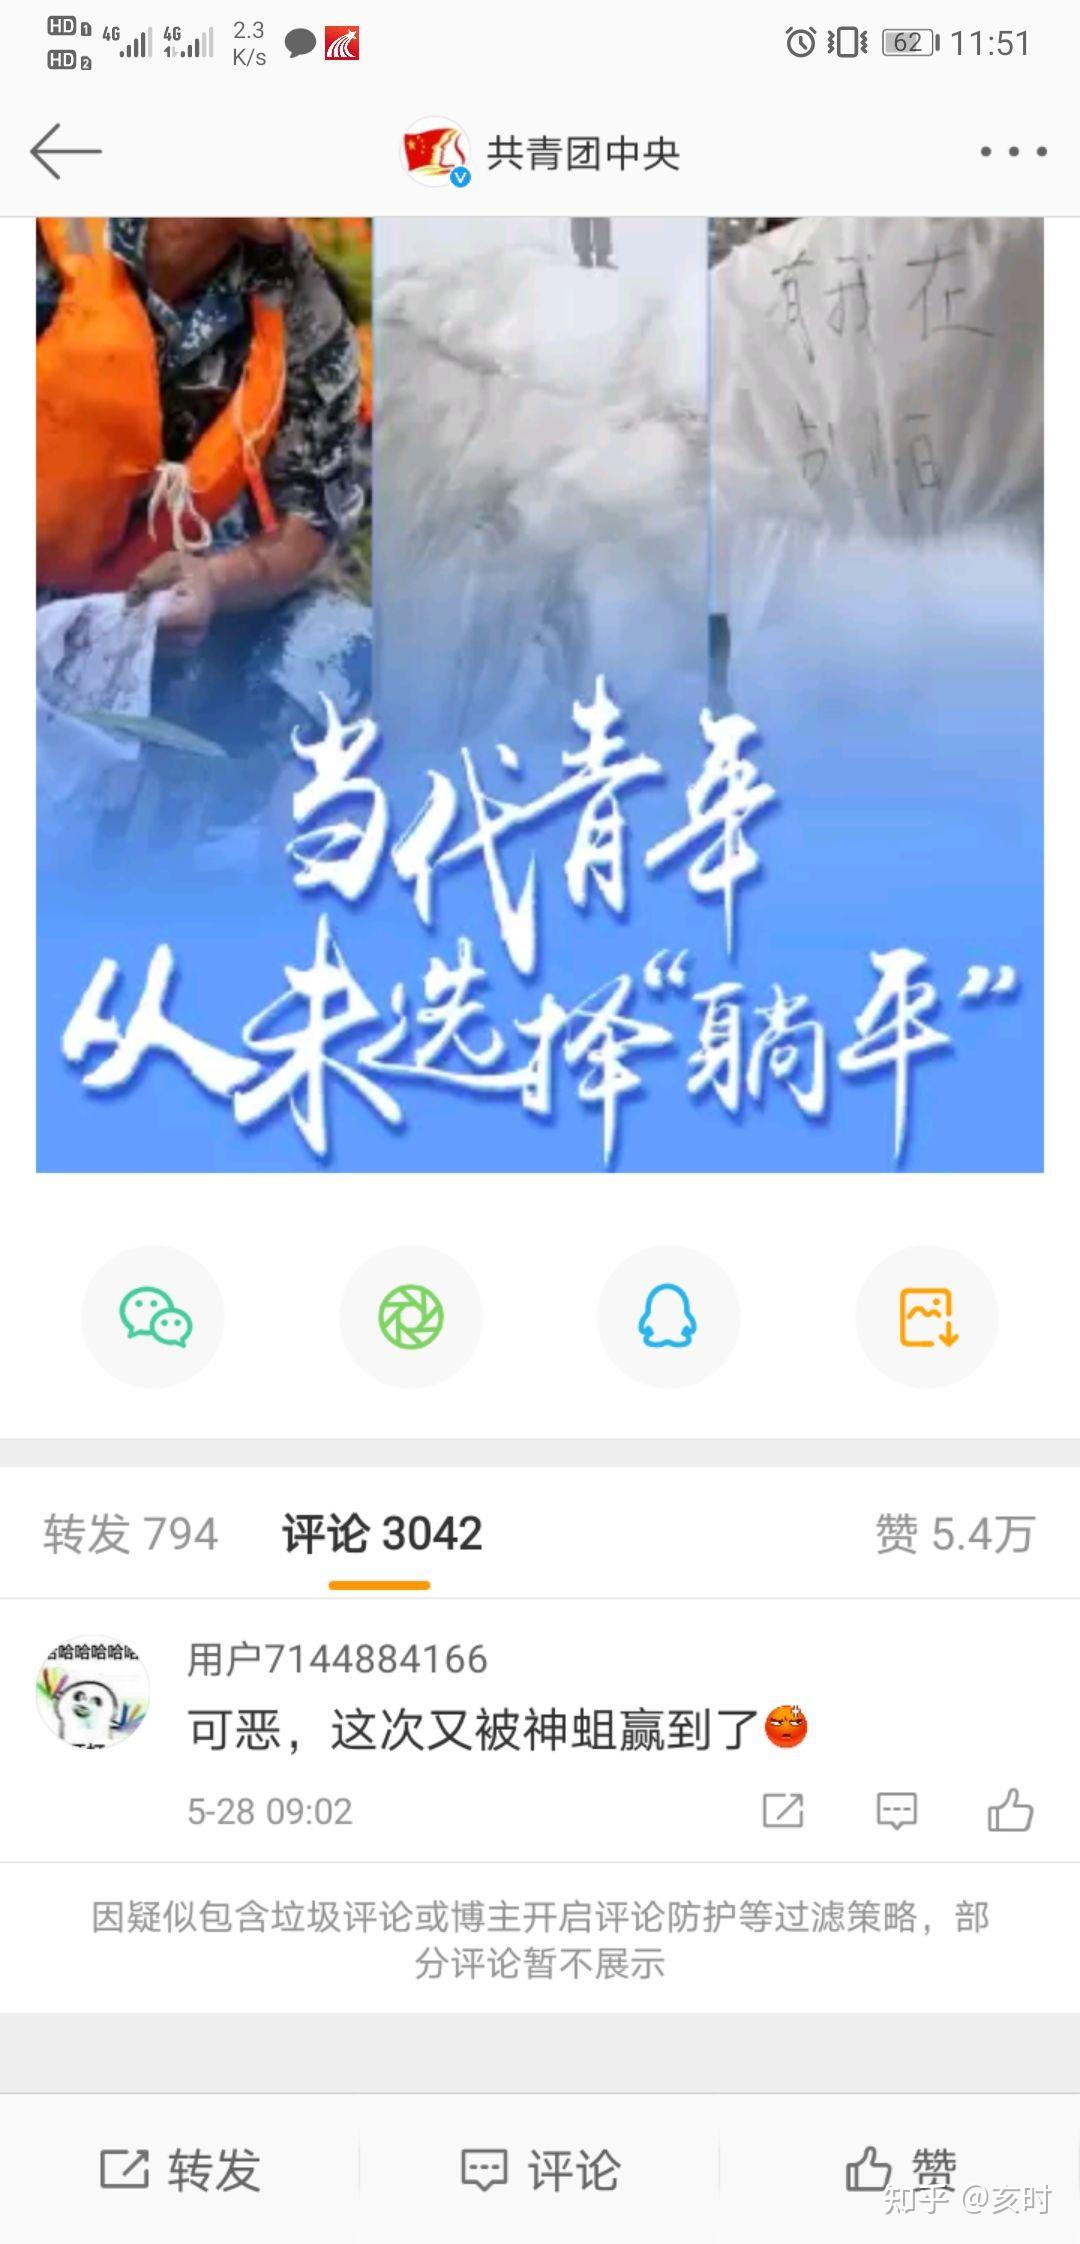 HD 1 4G 4G 2.3 62 11:51
HD 2 K/s
共青团中央
有我在
当代青年
从未选择“躺平”
转发 794 评论 3042 赞 5.4万
哈哈哈哈哈
用户7144884166
可恶，这次又被神蛆赢到了
5-28 09:02
因疑似包含垃圾评论或博主开启评论防护等过滤策略，部
分评论暂不展示
转发 评论 赞
知乎 @亥时